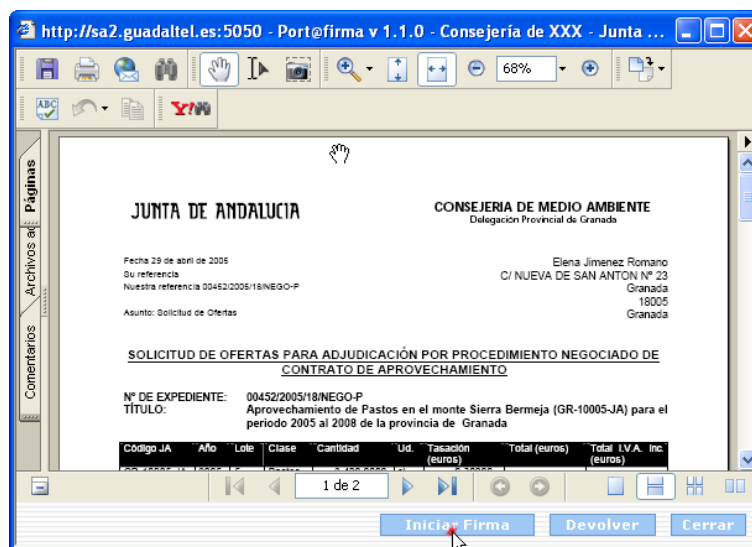 http://sa2.guadaltel.es:5050 - Port@firma v 1.1.0 - Consejería de XXX - Junta ...
68%
ABC
Y!
Páginas
Archivos ad
Comentarios
JUNTA DE ANDALUCIA
CONSEJERIA DE MEDIO AMBIENTE
Delegación Provincial de Granada
Fecha 29 de abril de 2005
Su referencia
Nuestra referencia 00452/2005/18/NEGO-P
Asunto: Solicitud de Ofertas
Elena Jimenez Romano
C/ NUEVA DE SAN ANTON Nº 23
Granada
18005
Granada
SOLICITUD DE OFERTAS PARA ADJUDICACIÓN POR PROCEDIMIENTO NEGOCIADO DE
CONTRATO DE APROVECHAMIENTO
Nº DE EXPEDIENTE: 00452/2005/18/NEGO-P
TÍTULO: Aprovechamiento de Pastos en el monte Sierra Bermeja (GR-10005-JA) para el
periodo 2005 al 2008 de la provincia de Granada
Código JA Año Lote Clase Cantidad Ud. Tasación (euros) Total (euros) Total I.V.A. Inc. (euros)
1 de 2
Iniciar Firma Devolver Cerrar